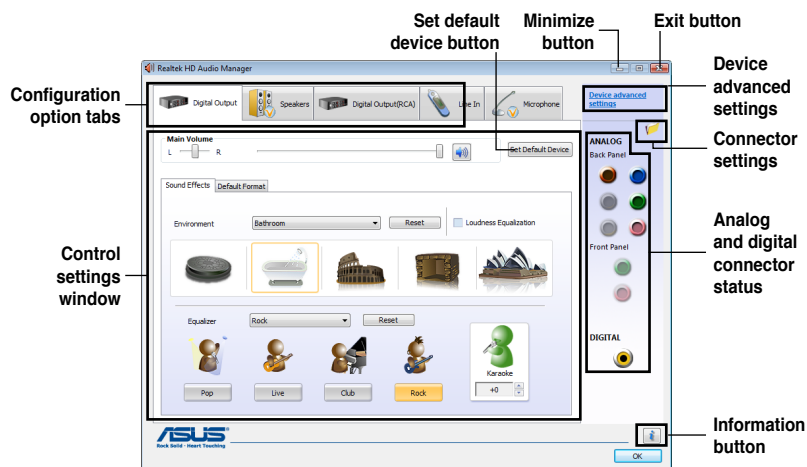 Set default
device button
Minimize
button
Exit button
Realtek HD Audio Manager
Configuration
option tabs
Digital Output
Speakers
Digital Output(RCA)
Line In
Microphone
Device advanced
settings
Device
advanced
settings
Main Volume
L
R
Set Default Device
ANALOG
Back Panel
Connector
settings
Sound Effects
Default Format
Environment
Bathroom
Reset
Loudness Equalization
Control
settings
window
Front Panel
Analog
and digital
connector
status
Equalizer
Rock
Reset
DIGITAL
Karaoke
Pop
Live
Club
Rock
+0
ASUS
Rock Solid · Heart Touching
Information
button
OK